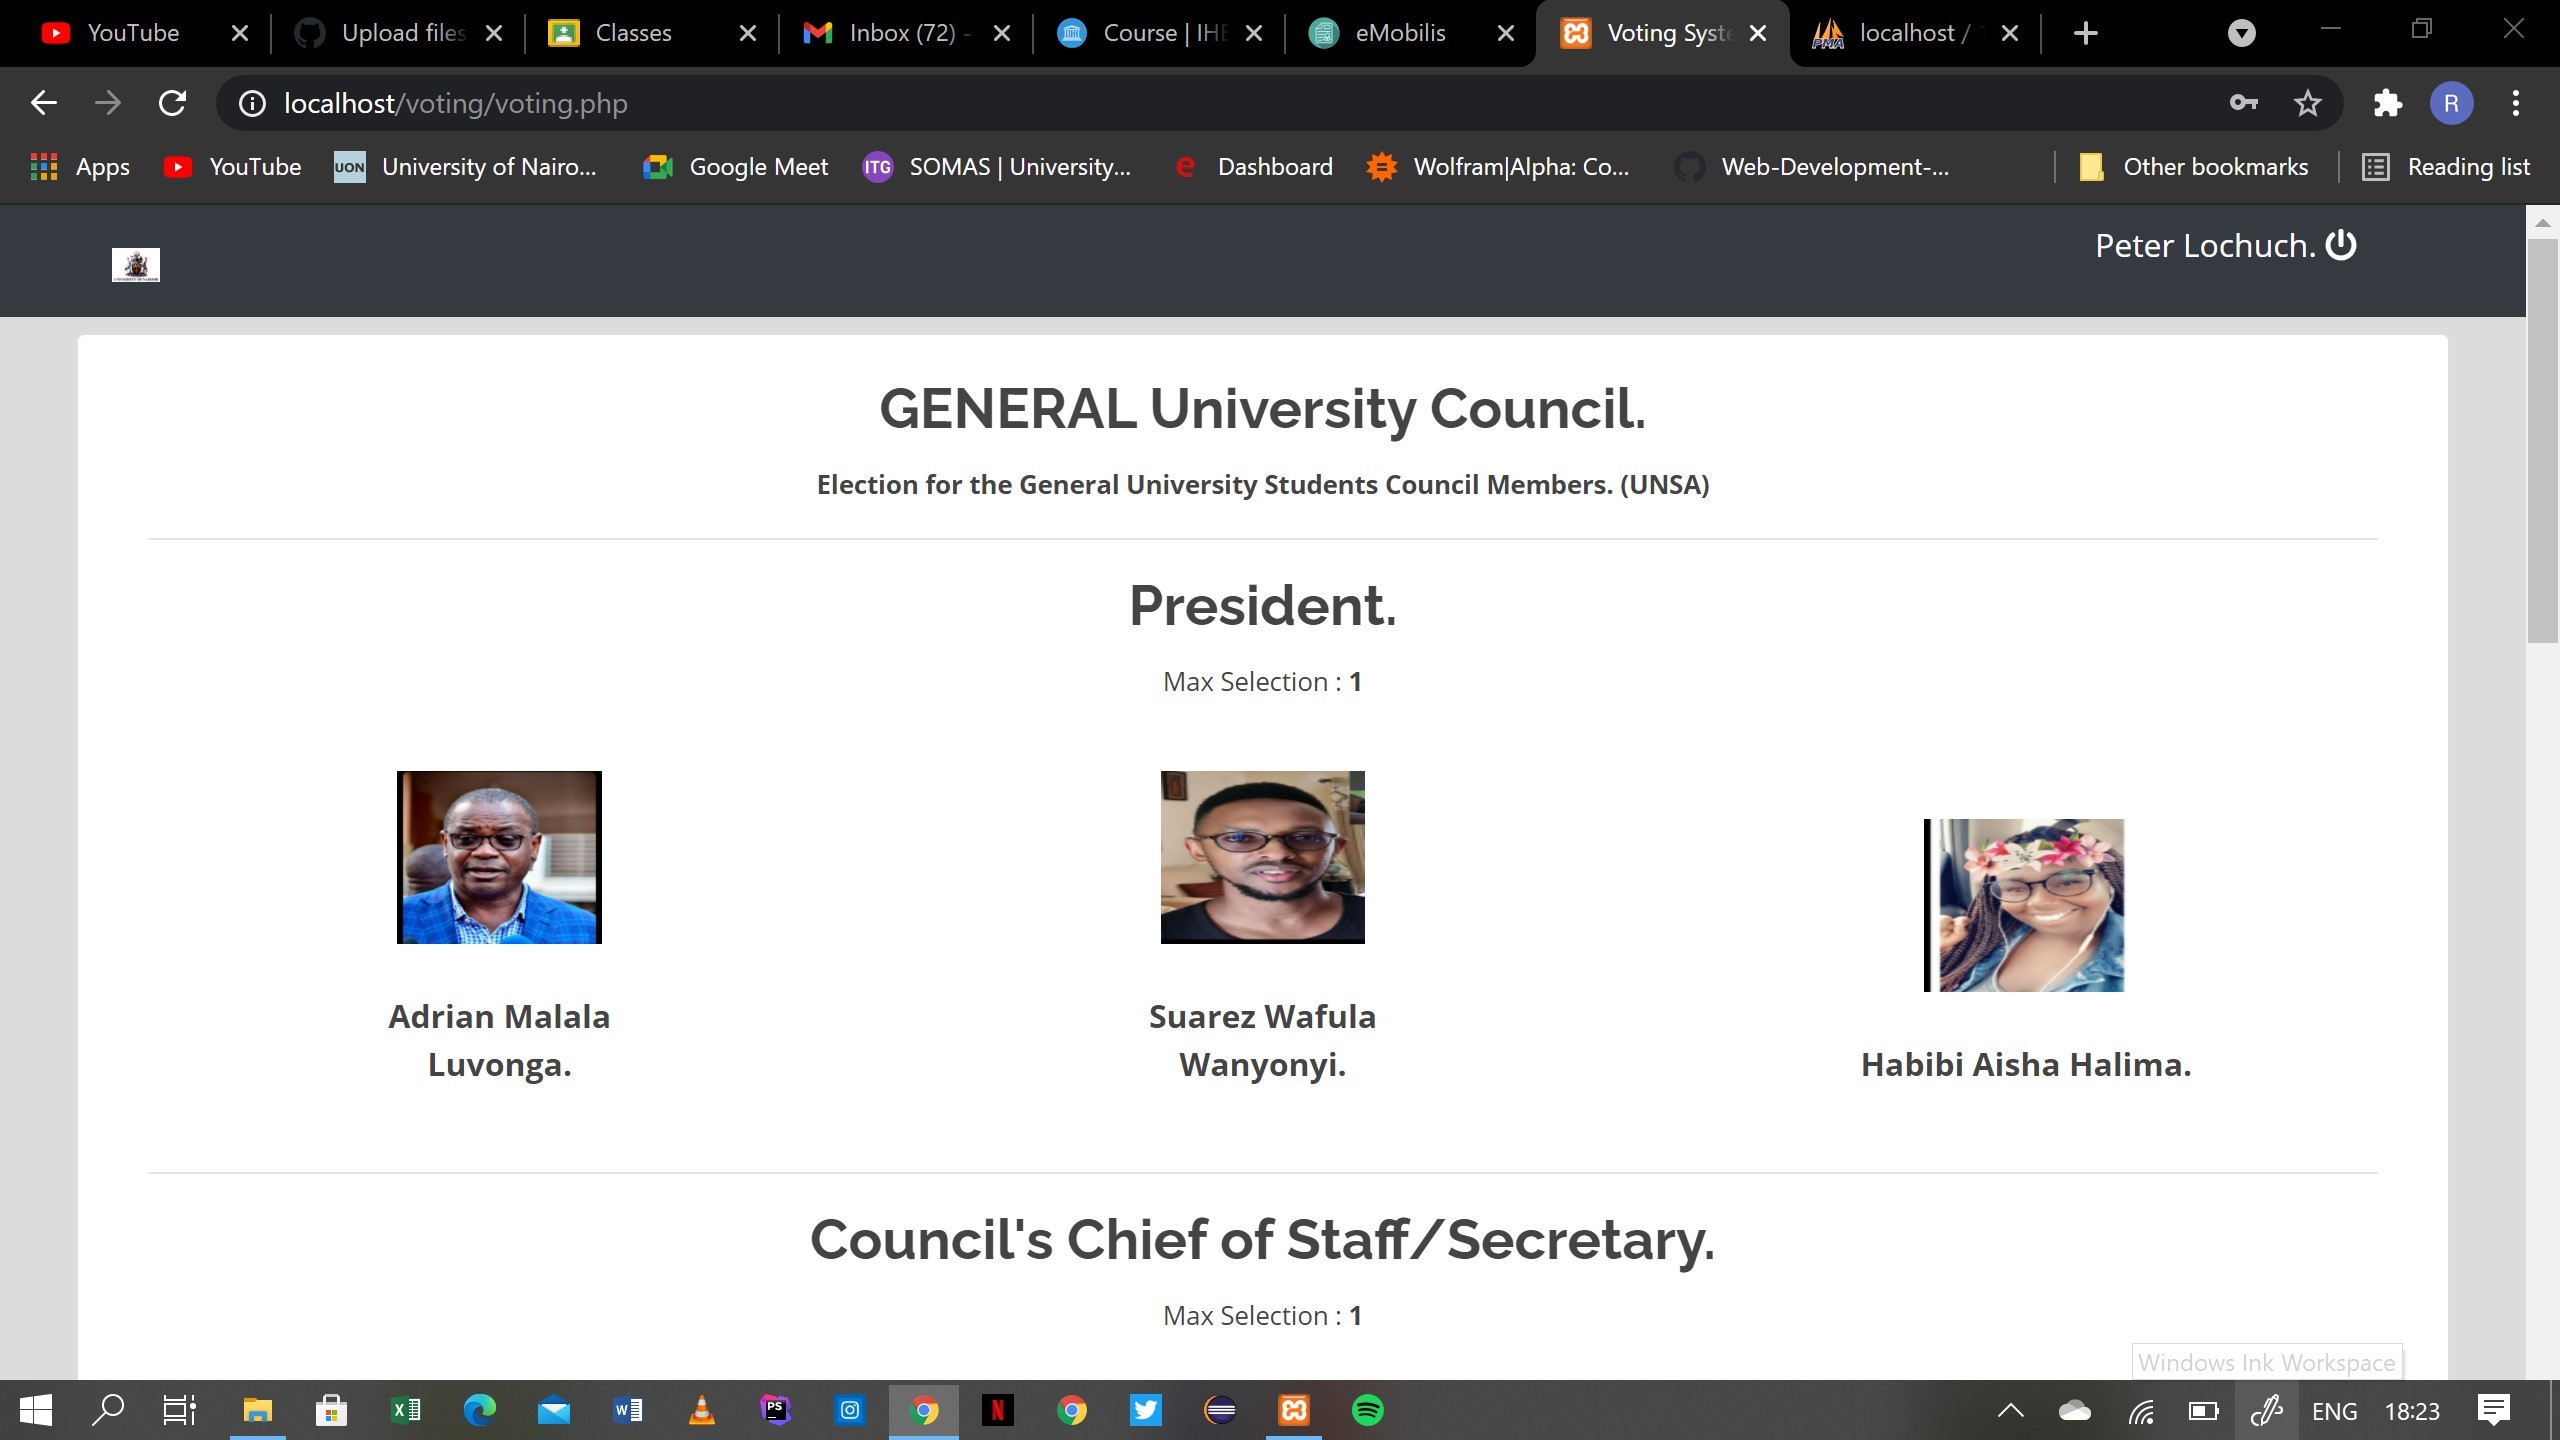 YouTube
Upload files
Classes
Inbox (72) -
Course | IHE
eMobilis
Voting Syste
localhost /
localhost/voting/voting.php
R
Apps
YouTube
UON
University of Nairo...
Google Meet
ITG
SOMAS | University...
e
Dashboard
Wolfram|Alpha: Co...
Web-Development-...
Other bookmarks
Reading list
Peter Lochuch.
GENERAL University Council.
Election for the General University Students Council Members. (UNSA)
President.
Max Selection : 1
Adrian Malala
Luvonga.
Suarez Wafula
Wanyonyi.
Habibi Aisha Halima.
Council's Chief of Staff/Secretary.
Max Selection : 1
Windows Ink Workspace
ENG
18:23